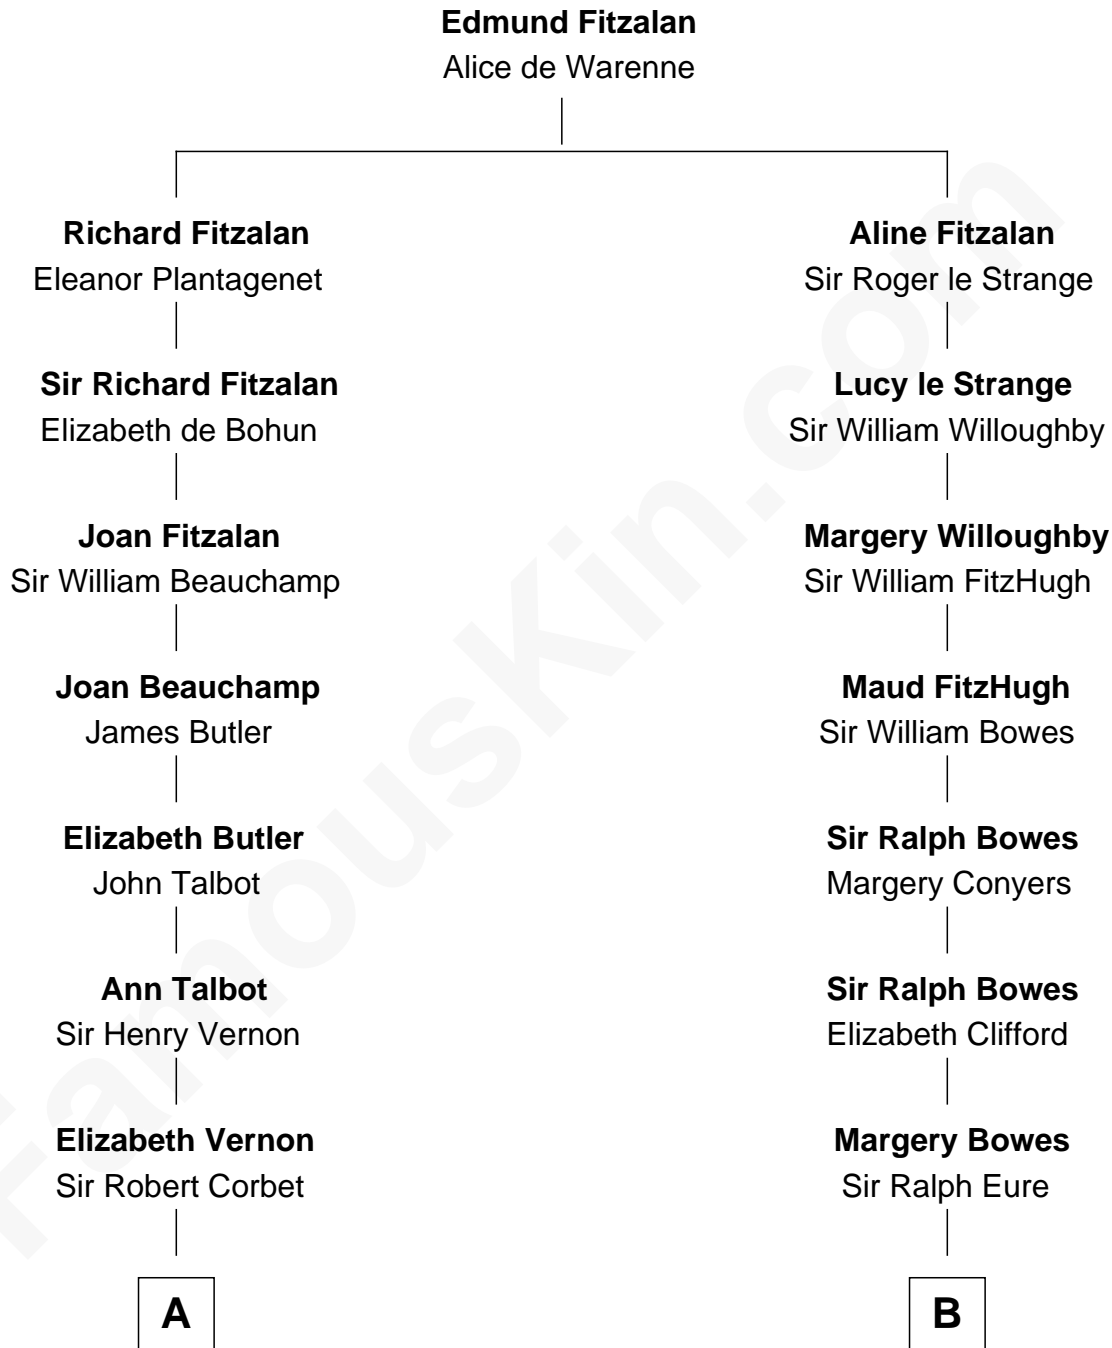 Edmund Fitzalan
Alice de Warenne
Richard Fitzalan
Eleanor Plantagenet
Aline Fitzalan
Sir Roger le Strange
Sir Richard Fitzalan
Elizabeth de Bohun
Lucy le Strange
Sir William Willoughby
Joan Fitzalan
Sir William Beauchamp
Margery Willoughby
Sir William FitzHugh
Joan Beauchamp
James Butler
Maud FitzHugh
Sir William Bowes
Elizabeth Butler
John Talbot
Sir Ralph Bowes
Margery Conyers
Ann Talbot
Sir Henry Vernon
Sir Ralph Bowes
Elizabeth Clifford
Elizabeth Vernon
Sir Robert Corbet
Margery Bowes
Sir Ralph Eure
A
B
FamousKin.com